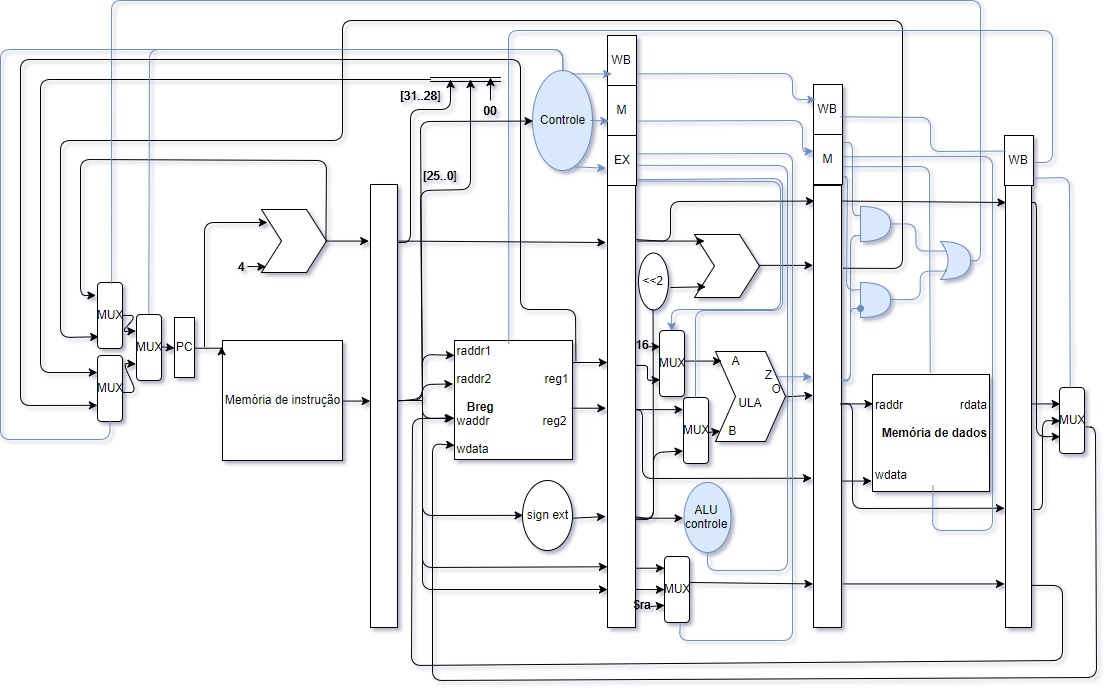 WB
[31..28]
00
M
Controle
WB
EX
M
WB
[25..0]
4
<<2
MUX
MUX
PC
16
MUX
raddr1
A
MUX
raddr2
reg1
Z
O
Memória de instrução
ULA
Breg
raddr
rdata
waddr
reg2
MUX
B
MUX
Memória de dados
wdata
wdata
sign ext
ALU
controle
MUX
$ra